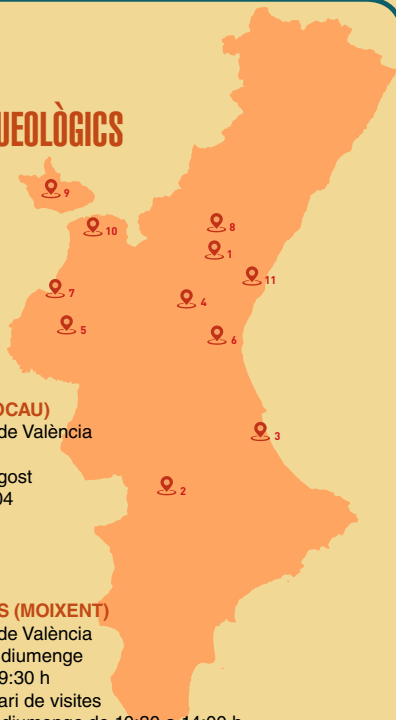 UEOLÒGICS
9
10
8
1
11
7
4
5
6
OCAU)
de València
3
gost
04
2
S (MOIXENT)
de València
diumenge
9:30 h
ari de visites